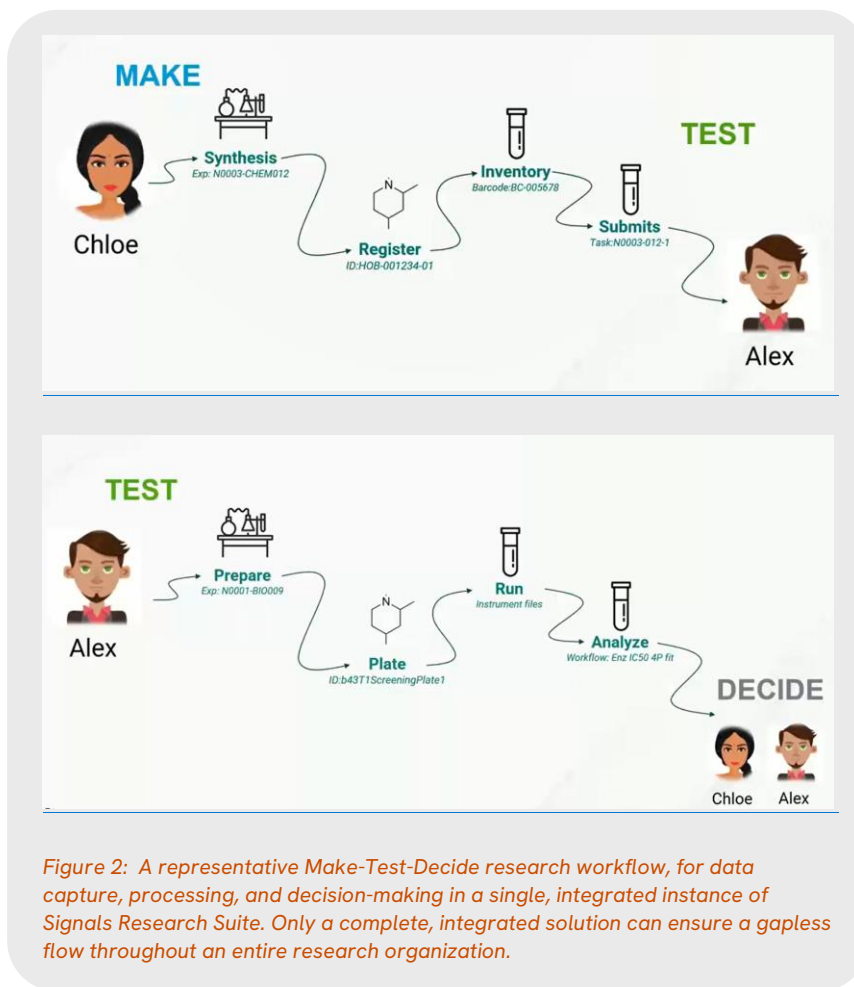 MAKE
Synthesis
Exp: N0003-CHEM012
Chloe
N
Register
ID:HOB-001234-01
Inventory
Barcode:BC-005678
TEST
Submits
Task:N0003-012-1
Alex
TEST
Alex
Prepare
Exp: N0001-BIO009
N
Plate
ID:b43T1ScreeningPlate1
Run
Instrument files
Analyze
Workflow: Enz IC50 4P fit
DECIDE
Chloe Alex
Figure 2: A representative Make-Test-Decide research workflow, for data
capture, processing, and decision-making in a single, integrated instance of
Signals Research Suite. Only a complete, integrated solution can ensure a gapless
flow throughout an entire research organization.